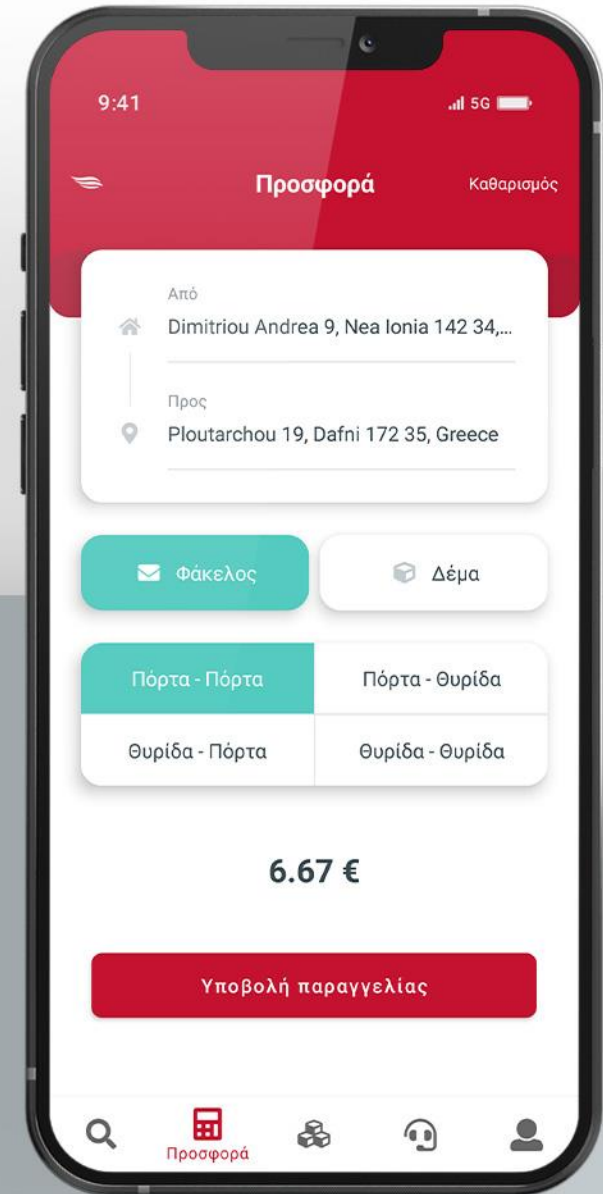 9:41
5G
Προσφορά
Καθαρισμός
Από
Dimitriou Andrea 9, Nea Ionia 142 34,...
Προς
Ploutarchou 19, Dafni 172 35, Greece
Φάκελος
Δέμα
Πόρτα - Πόρτα
Πόρτα - Θυρίδα
Θυρίδα - Πόρτα
Θυρίδα - Θυρίδα
6.67 €
Υποβολή παραγγελίας
Προσφορά